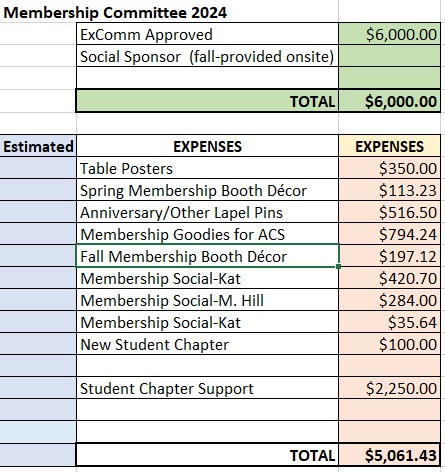 Membership Committee 2024
ExComm Approved $6,000.00
Social Sponsor (fall-provided onsite)
TOTAL $6,000.00
Estimated EXPENSES EXPENSES
Table Posters $350.00
Spring Membership Booth Décor $113.23
Anniversary/Other Lapel Pins $516.50
Membership Goodies for ACS $794.24
Fall Membership Booth Décor $197.12
Membership Social-Kat $420.70
Membership Social-M. Hill $284.00
Membership Social-Kat $35.64
New Student Chapter $100.00
Student Chapter Support $2,250.00
TOTAL $5,061.43